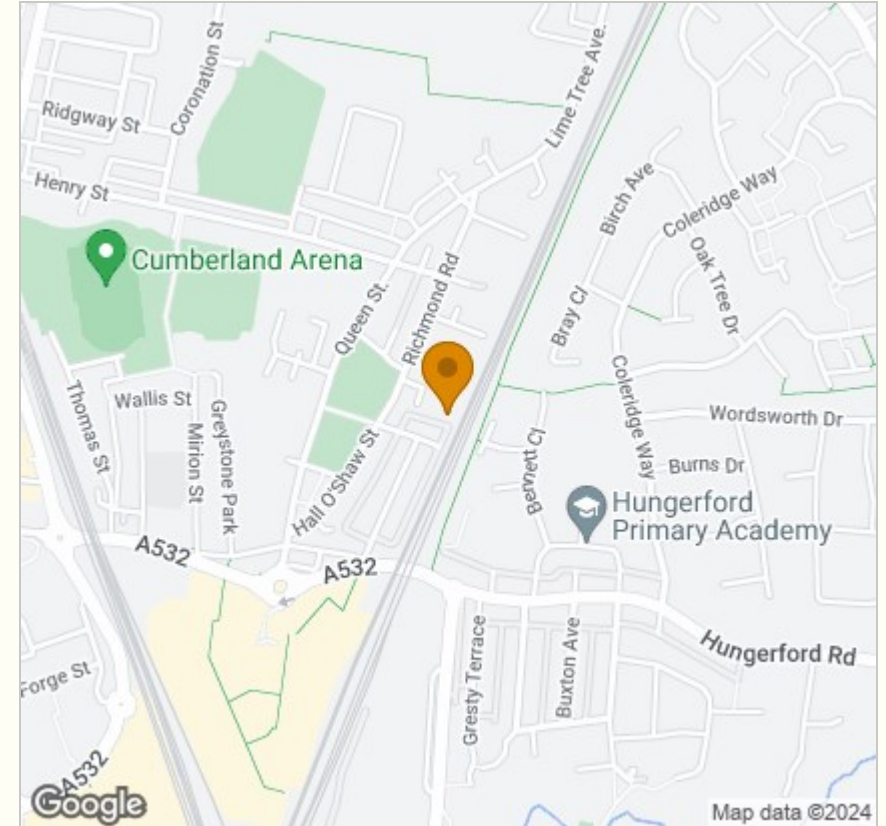 Coronation St
Lime Tree Ave.
Ridgway St
Henry St
Birch Ave
Coleridge Way
Cumberland Arena
Oak Tree Dr
Queen St.
Richmond Rd
Bray Cl
Thomas St
Wallis St
Greystone Park
Mirion St
Coleridge Way
Wordsworth Dr
Hall O'Shaw St
Bennett Cl
Burns Dr
Hungerford
Primary Academy
A532
A532
Hungerford Rd
Gresty Terrace
Buxton Ave
Forge St
A532
Google
Map data ©2024